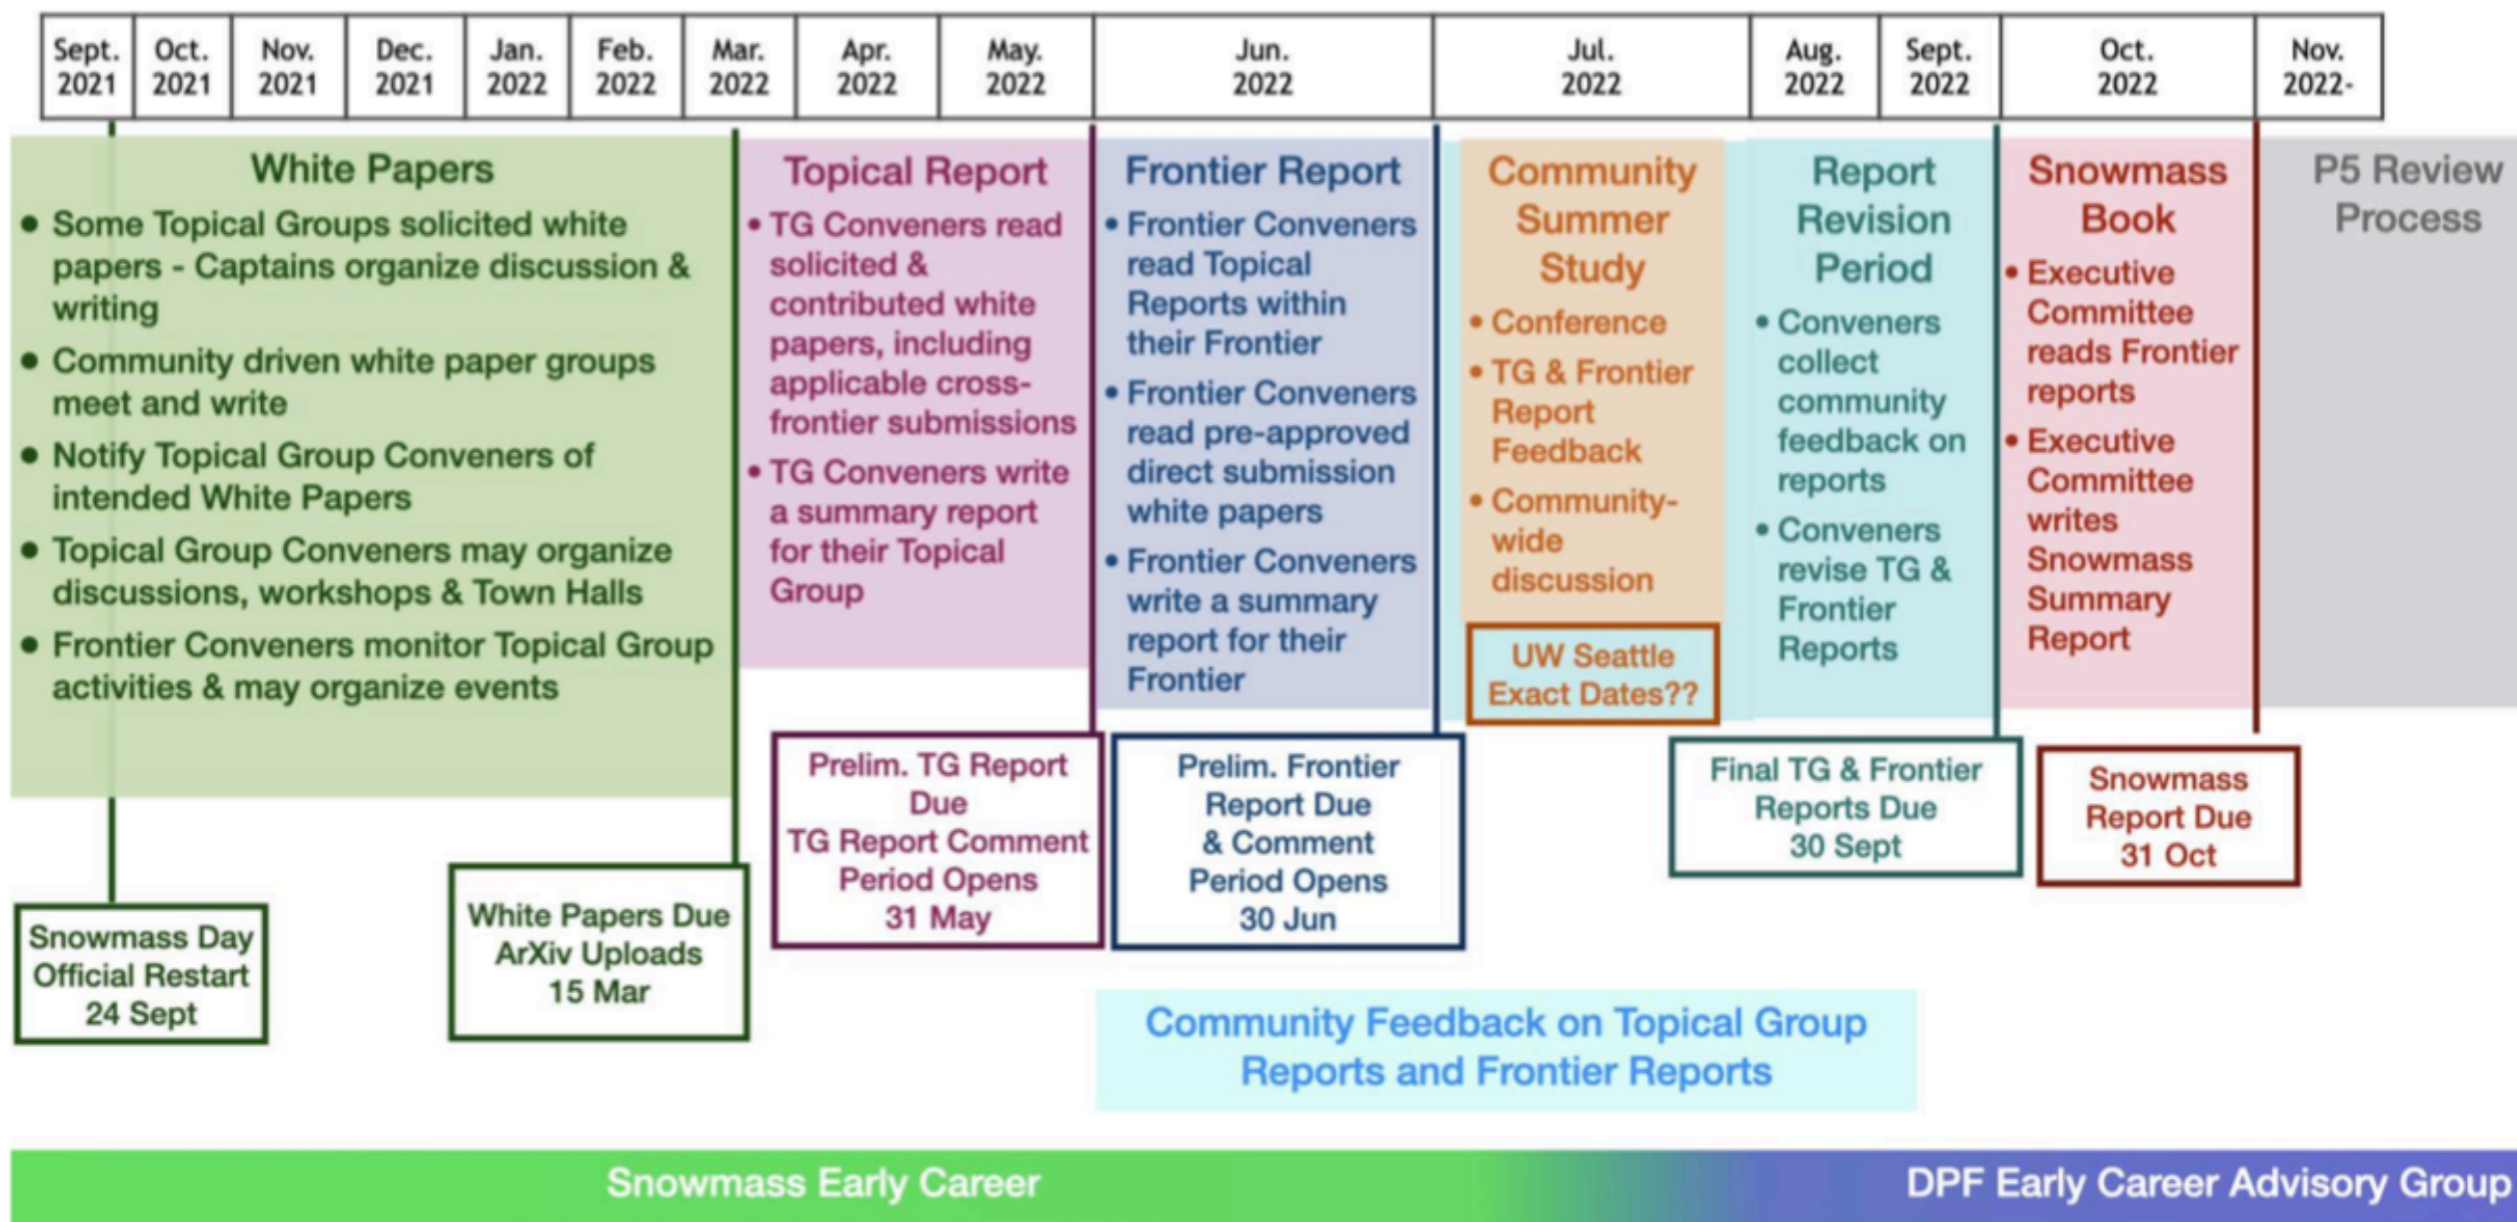 Sept.
2021
Oct.
2021
Nov.
2021
Dec.
2021
Jan.
2022
Feb.
2022
Mar.
2022
Apr.
2022
May.
2022
Jun.
2022
Jul.
2022
Aug.
2022
Sept.
2022
Oct.
2022
Nov.
2022-
White Papers
• Some Topical Groups solicited white
papers - Captains organize discussion &
writing
• Community driven white paper groups
meet and write
• Notify Topical Group Conveners of
intended White Papers
• Topical Group Conveners may organize
discussions, workshops & Town Halls
• Frontier Conveners monitor Topical Group
activities & may organize events
Topical Report
• TG Conveners read
solicited &
contributed white
papers, including
applicable cross-
frontier submissions
• TG Conveners write
a summary report
for their Topical
Group
Frontier Report
• Frontier Conveners
read Topical
Reports within
their Frontier
• Frontier Conveners
read pre-approved
direct submission
white papers
• Frontier Conveners
write a summary
report for their
Frontier
Community
Summer
Study
• Conference
• TG & Frontier
Report
Feedback
• Community-
wide
discussion
UW Seattle
Exact Dates??
Report
Revision
Period
• Conveners
collect
community
feedback on
reports
• Conveners
revise TG &
Frontier
Reports
Snowmass
Book
• Executive
Committee
reads Frontier
reports
• Executive
Committee
writes
Snowmass
Summary
Report
P5 Review
Process
Snowmass Day
Official Restart
24 Sept
White Papers Due
ArXiv Uploads
15 Mar
Prelim. TG Report
Due
TG Report Comment
Period Opens
31 May
Prelim. Frontier
Report Due
& Comment
Period Opens
30 Jun
Final TG & Frontier
Reports Due
30 Sept
Snowmass
Report Due
31 Oct
Community Feedback on Topical Group
Reports and Frontier Reports
Snowmass Early Career
DPF Early Career Advisory Group